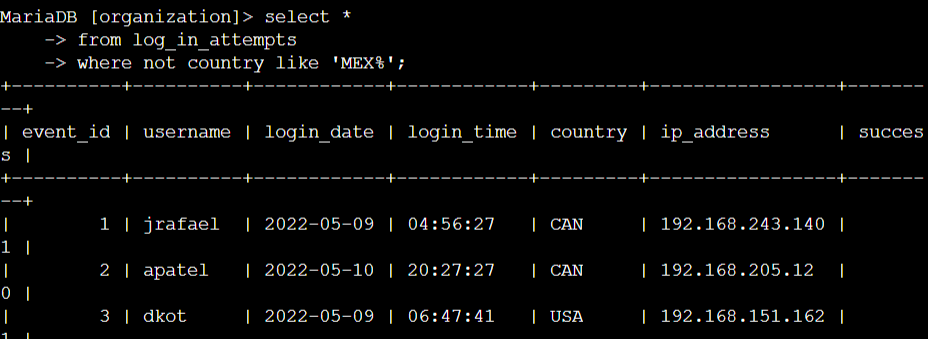 MariaDB [organization]> select *
    -> from log_in_attempts
    -> where not country like 'MEX%';
+----------+----------+------------+------------+---------+----------------+-------
--+
| event_id | username | login_date | login_time | country | ip_address     | succes
s |
+----------+----------+------------+------------+---------+----------------+-------
--+
|        1 | jrafael  | 2022-05-09 | 04:56:27   | CAN     | 192.168.243.140 |
1 |
|        2 | apatel   | 2022-05-10 | 20:27:27   | CAN     | 192.168.205.12  |
0 |
|        3 | dkot     | 2022-05-09 | 06:47:41   | USA     | 192.168.151.162 |
1 |